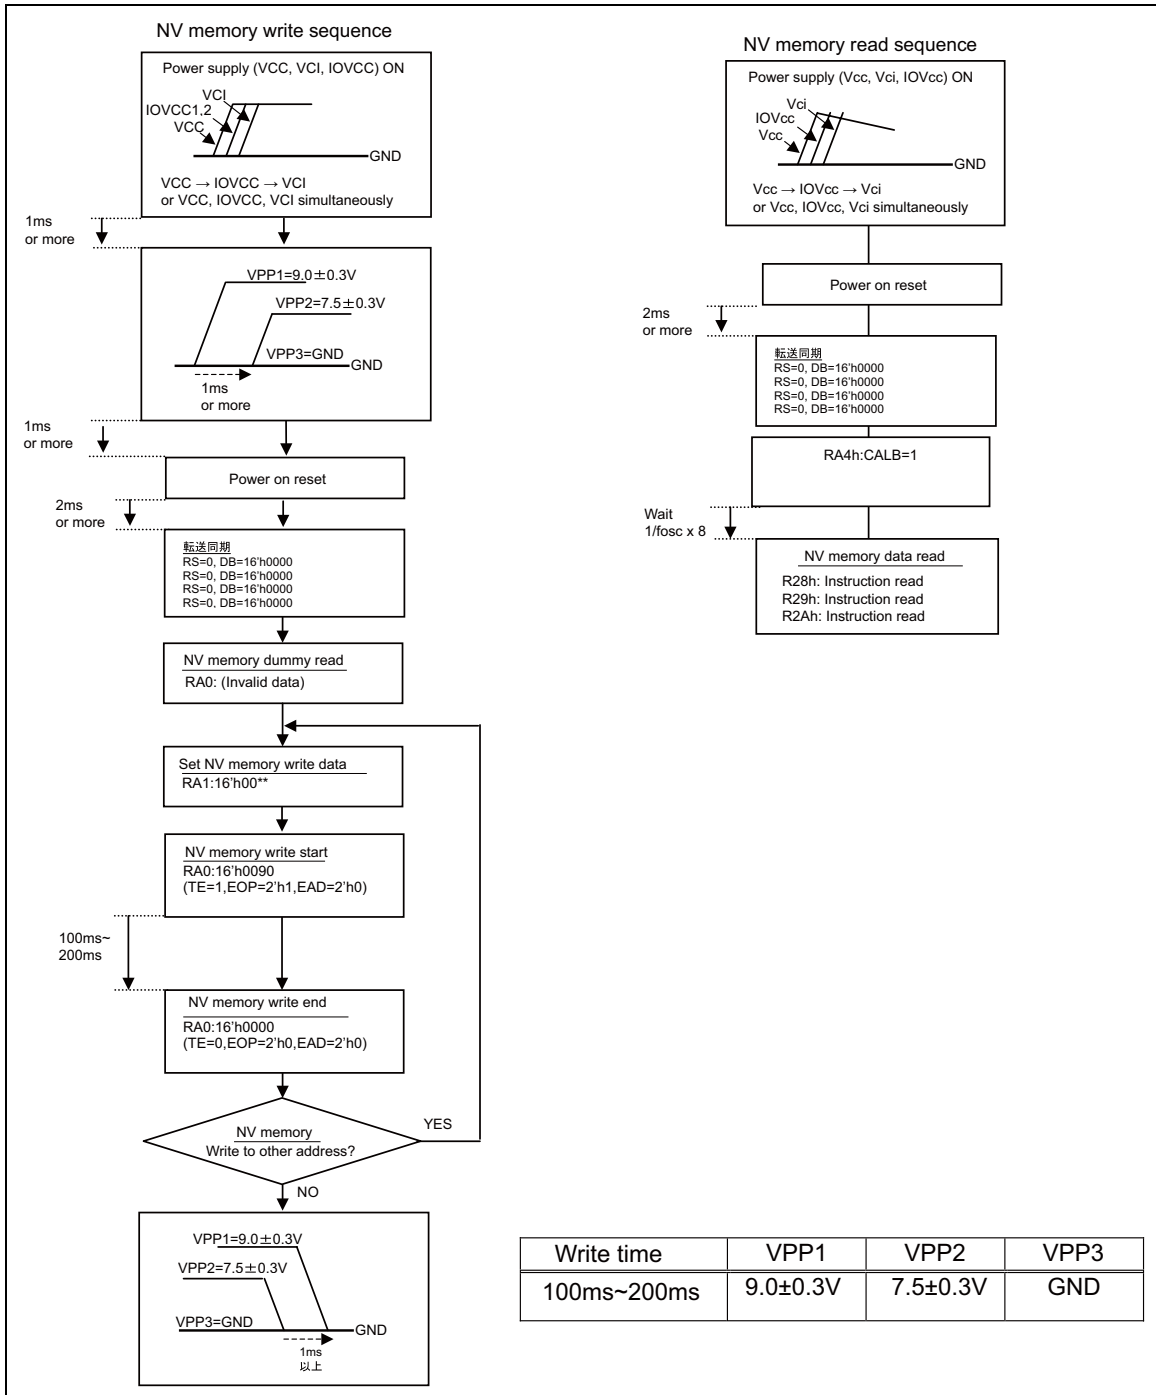 NV memory write sequence
Power supply (VCC, VCI, IOVCC) ON
VCI
IOVCC1,2
VCC
GND
VCC → IOVCC → VCI
or VCC, IOVCC, VCI simultaneously
1ms
or more
VPP1=9.0±0.3V
VPP2=7.5±0.3V
VPP3=GND
GND
1ms
or more
1ms
or more
Power on reset
2ms
or more
転送同期
RS=0, DB=16'h0000
RS=0, DB=16'h0000
RS=0, DB=16'h0000
RS=0, DB=16'h0000
NV memory dummy read
RA0: (Invalid data)
Set NV memory write data
RA1:16'h00**
NV memory write start
RA0:16'h0090
(TE=1,EOP=2'h1,EAD=2'h0)
100ms~
200ms
NV memory write end
RA0:16'h0000
(TE=0,EOP=2'h0,EAD=2'h0)
NV memory
Write to other address?
YES
NO
VPP1=9.0±0.3V
VPP2=7.5±0.3V
VPP3=GND
GND
1ms
以上
NV memory read sequence
Power supply (Vcc, Vci, IOVcc) ON
Vci
IOVcc
Vcc
GND
Vcc → IOVcc → Vci
or Vcc, IOVcc, Vci simultaneously
Power on reset
2ms
or more
転送同期
RS=0, DB=16'h0000
RS=0, DB=16'h0000
RS=0, DB=16'h0000
RS=0, DB=16'h0000
RA4h:CALB=1
Wait
1/fosc x 8
NV memory data read
R28h: Instruction read
R29h: Instruction read
R2Ah: Instruction read
Write time VPP1 VPP2 VPP3
100ms~200ms 9.0±0.3V 7.5±0.3V GND